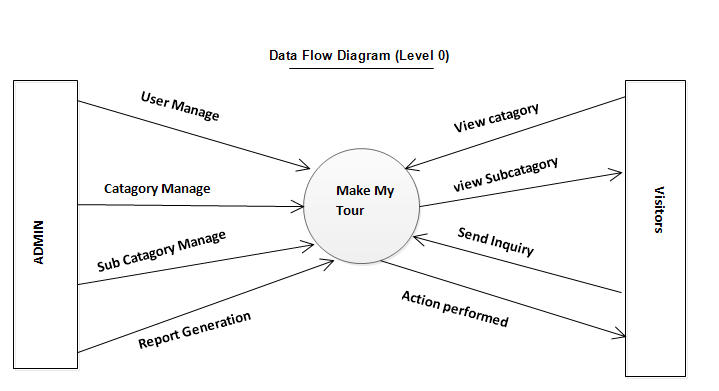 Data Flow Diagram (Level 0)
ADMIN
User Manage
Catagory Manage
Sub Catagory Manage
Report Generation
Make My
Tour
View catagory
view Subcatagory
Send Inquiry
Action performed
Visitors